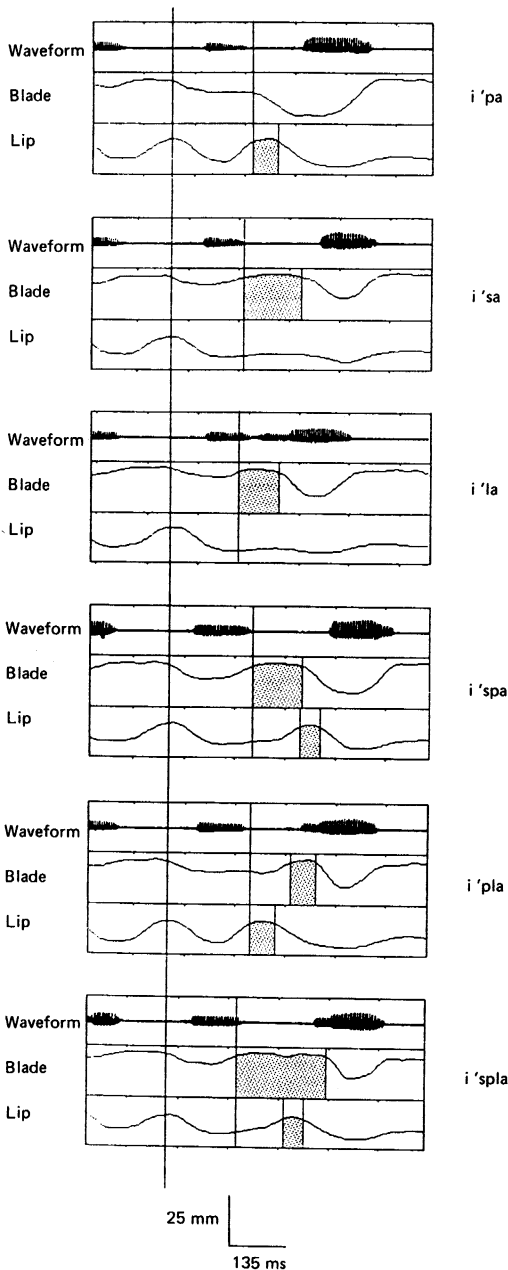 Waveform
Blade
Lip
i 'pa
Waveform
Blade
Lip
i 'sa
Waveform
Blade
Lip
i 'la
Waveform
Blade
Lip
i 'spa
Waveform
Blade
Lip
i 'pla
Waveform
Blade
Lip
i 'spla
25 mm
135 ms